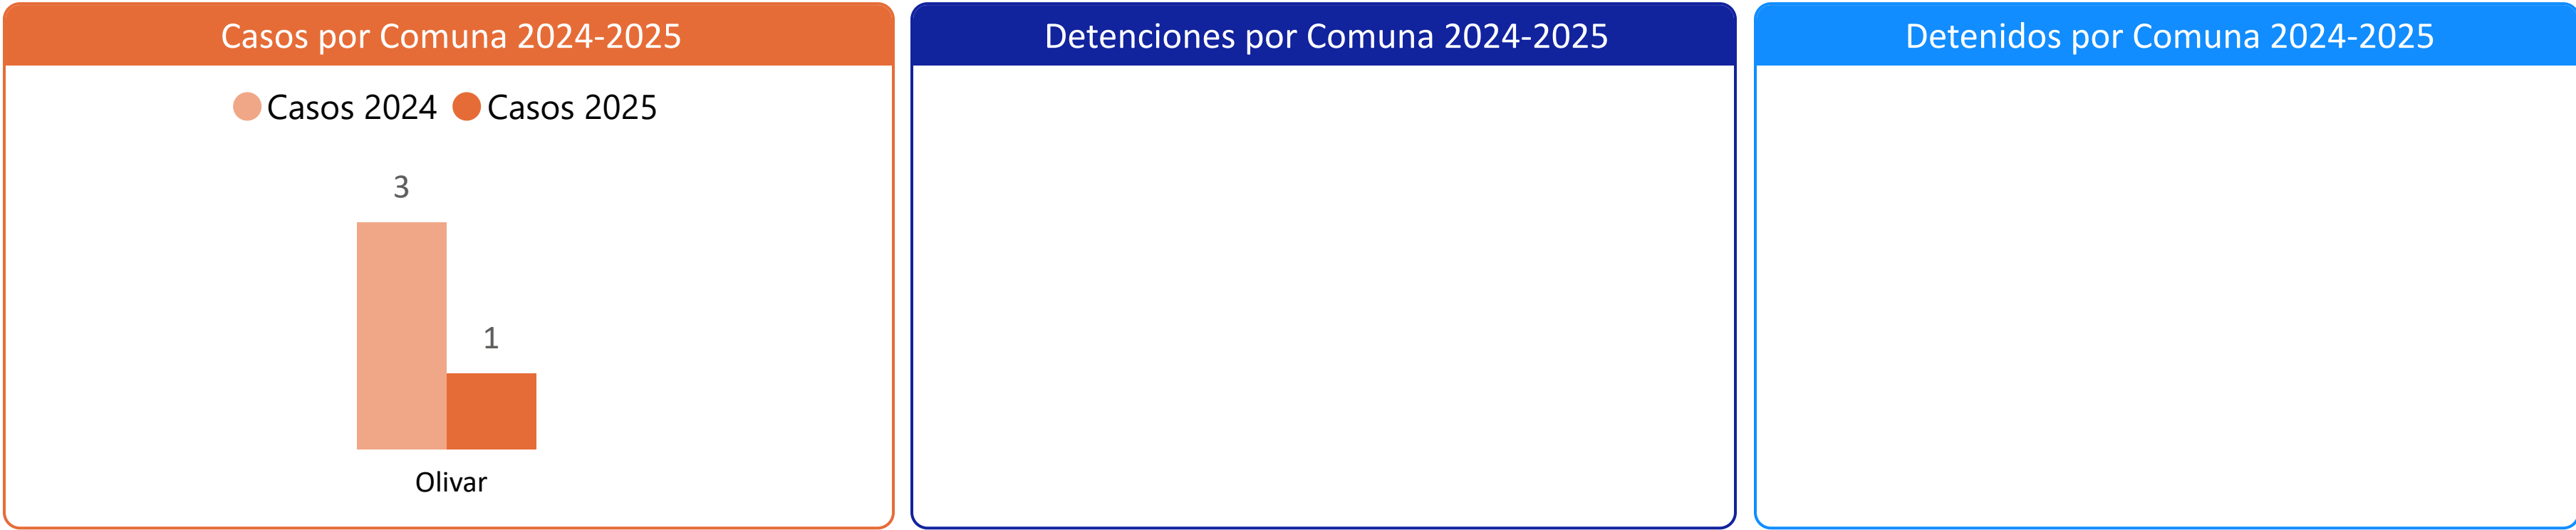 Casos por Comuna 2024-2025
Casos 2024 Casos 2025
3
1
Olivar
Detenciones por Comuna 2024-2025
Detenidos por Comuna 2024-2025